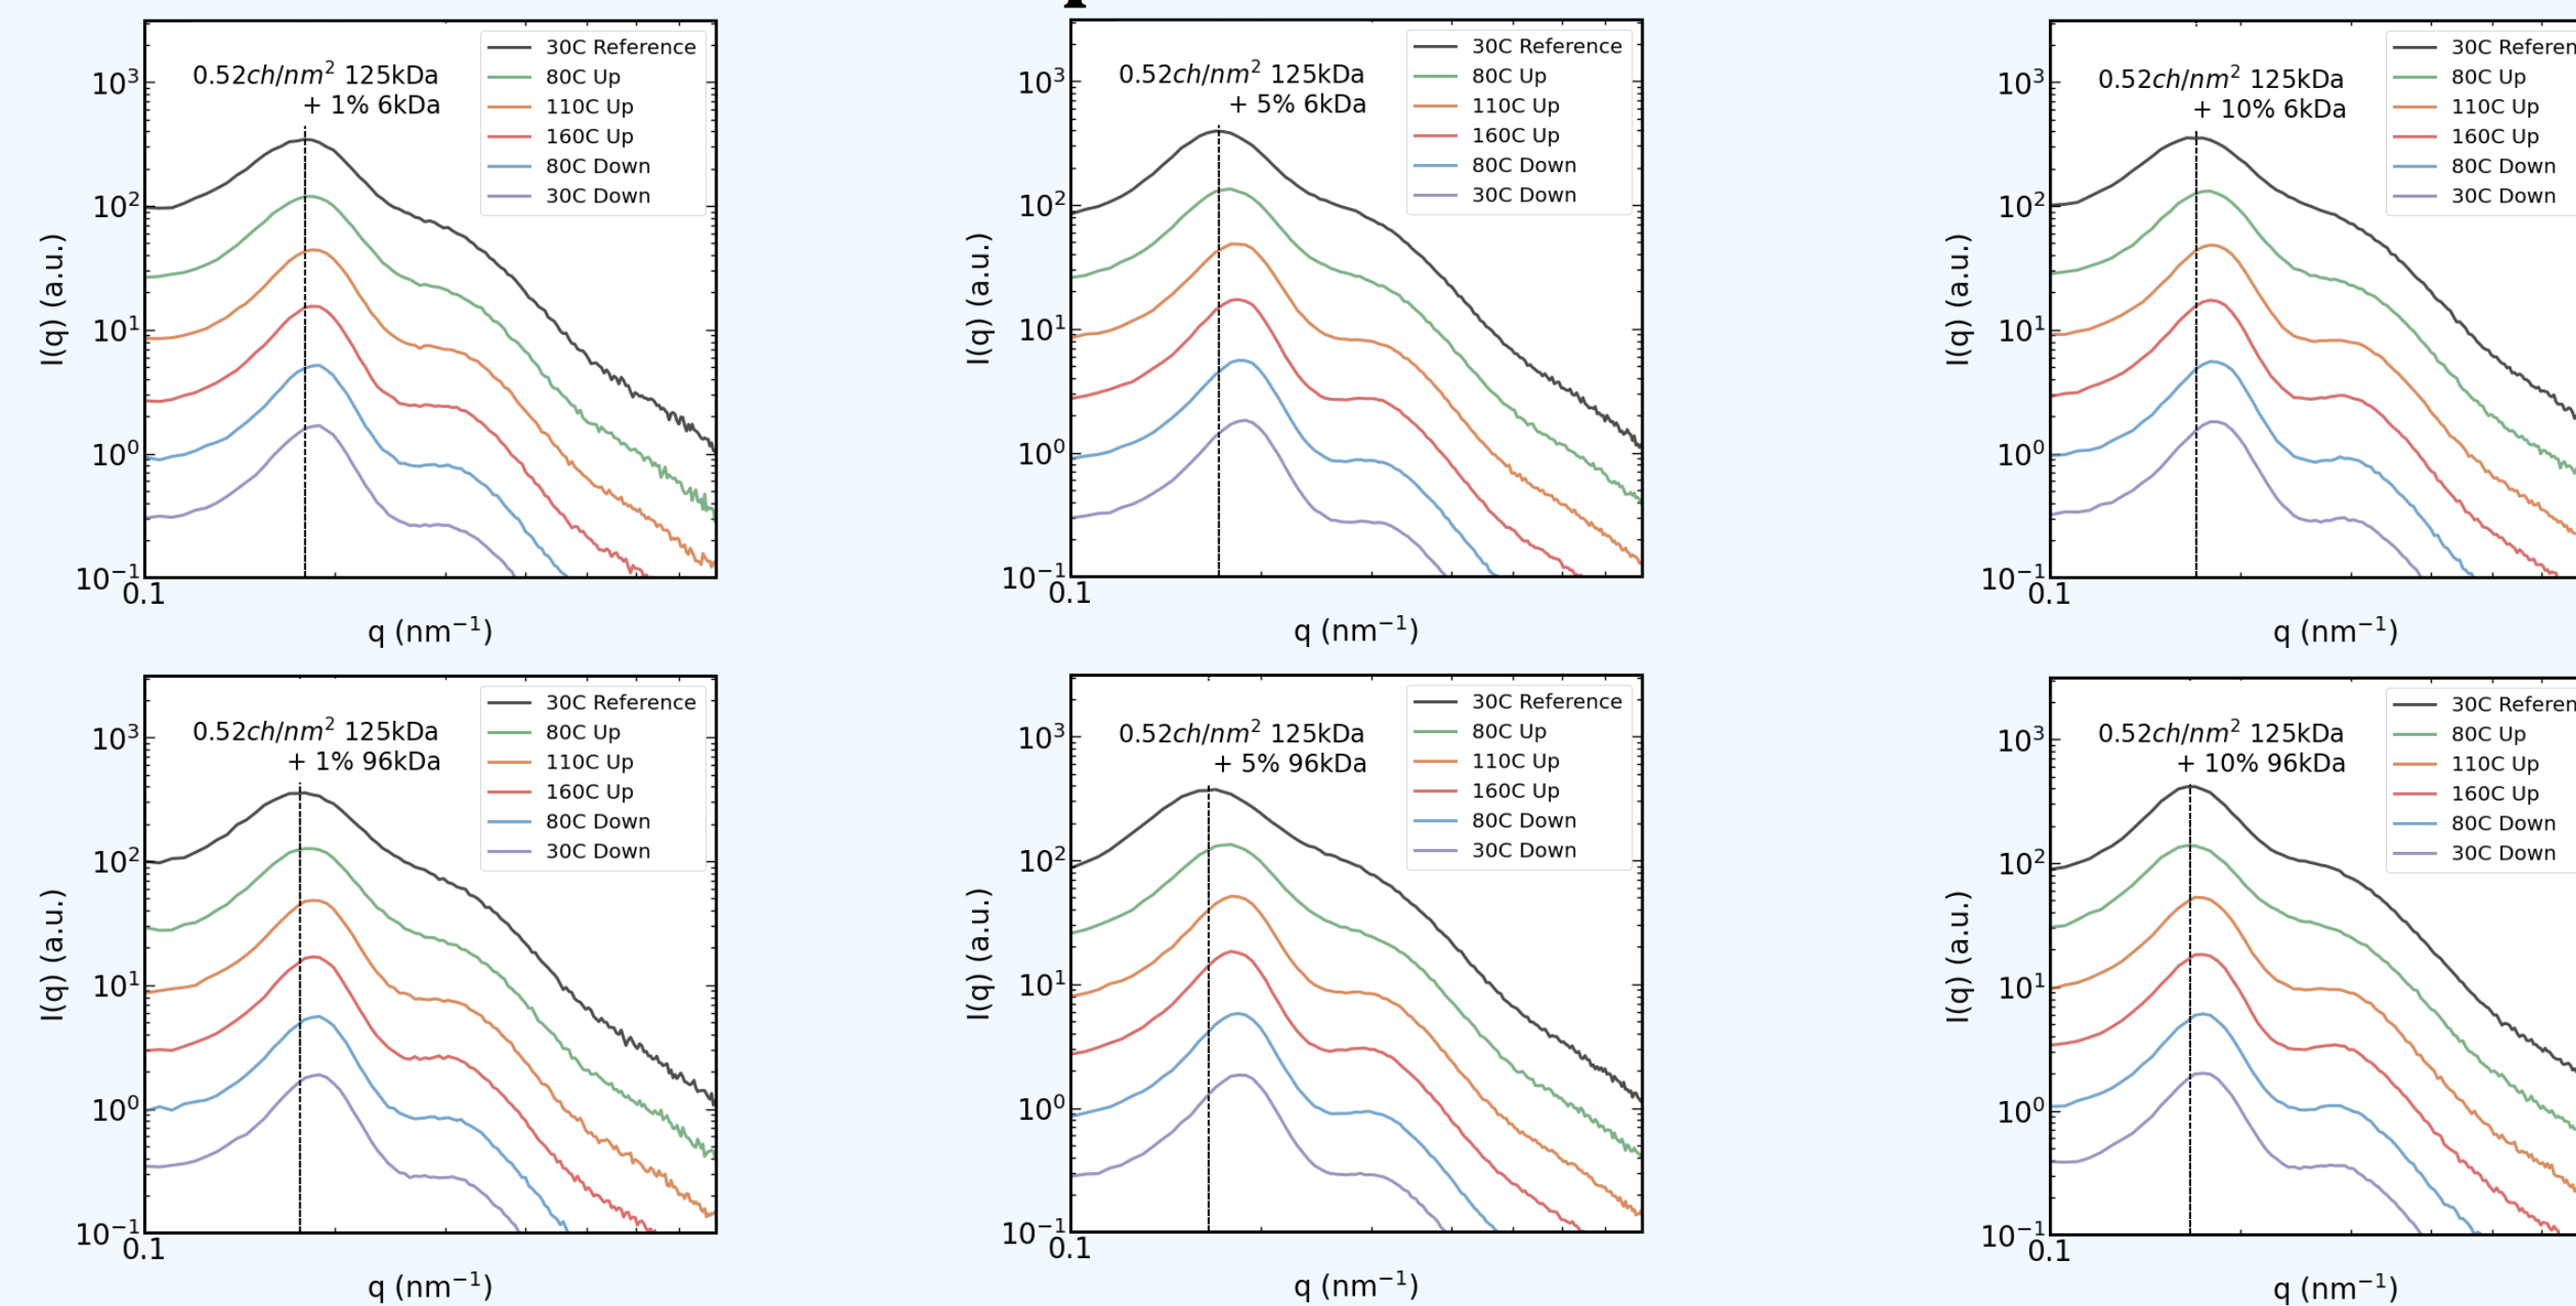 p
10³
10²
10¹
10⁰
10⁻¹
0.1
I(q) (a.u.)
q (nm⁻¹)
0.52ch/nm² 125kDa
+ 1% 6kDa
30C Reference
80C Up
110C Up
160C Up
80C Down
30C Down
10³
10²
10¹
10⁰
10⁻¹
0.1
I(q) (a.u.)
q (nm⁻¹)
0.52ch/nm² 125kDa
+ 5% 6kDa
30C Reference
80C Up
110C Up
160C Up
80C Down
30C Down
10³
10²
10¹
10⁰
10⁻¹
0.1
I(q) (a.u.)
q (nm⁻¹)
0.52ch/nm² 125kDa
+ 10% 6kDa
30C Referen
80C Up
110C Up
160C Up
80C Down
30C Down
10³
10²
10¹
10⁰
10⁻¹
0.1
I(q) (a.u.)
q (nm⁻¹)
0.52ch/nm² 125kDa
+ 1% 96kDa
30C Reference
80C Up
110C Up
160C Up
80C Down
30C Down
10³
10²
10¹
10⁰
10⁻¹
0.1
I(q) (a.u.)
q (nm⁻¹)
0.52ch/nm² 125kDa
+ 5% 96kDa
30C Reference
80C Up
110C Up
160C Up
80C Down
30C Down
10³
10²
10¹
10⁰
10⁻¹
0.1
I(q) (a.u.)
q (nm⁻¹)
0.52ch/nm² 125kDa
+ 10% 96kDa
30C Referen
80C Up
110C Up
160C Up
80C Down
30C Down